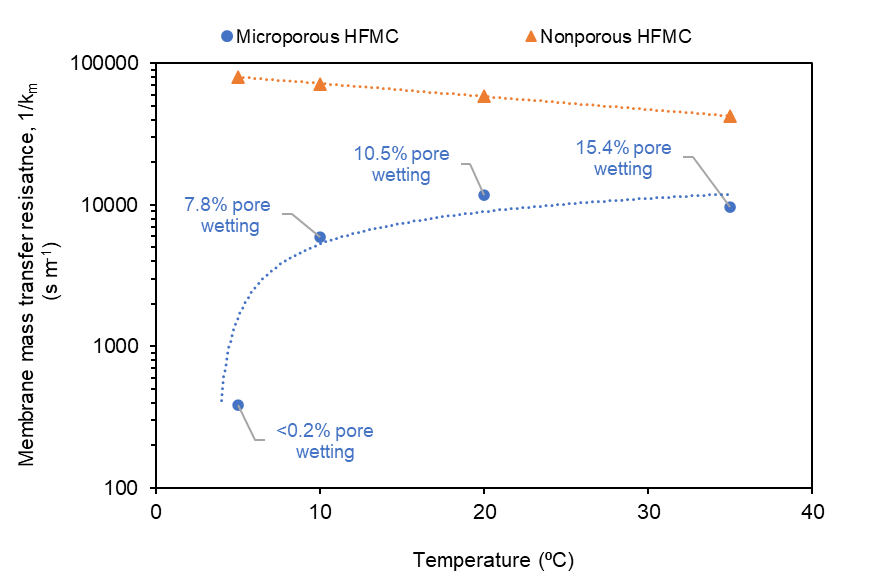 Microporous HFMC
Nonporous HFMC
100000
10000
1000
100
0
10
20
30
40
Membrane mass transfer resisatnce, 1/km
(s m-1)
Temperature (⁰C)
7.8% pore
wetting
10.5% pore
wetting
15.4% pore
wetting
<0.2% pore
wetting